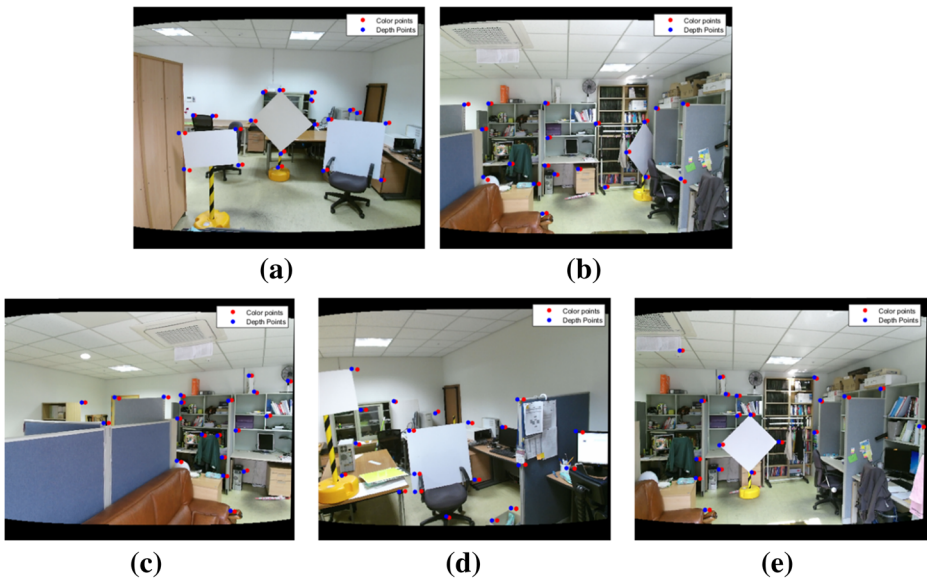 Color points
Depth Points
Color points
Depth Points
(a)
(b)
Color points
Depth Points
Color points
Depth Points
Color points
Depth Points
(c)
(d)
(e)